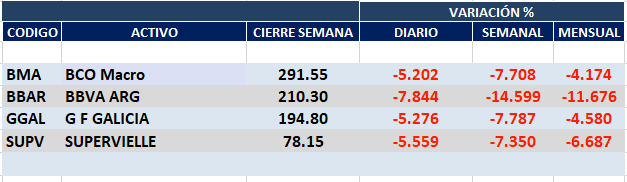 VARIACIÓN %
CODIGO ACTIVO CIERRE SEMANA DIARIO SEMANAL MENSUAL
BMA BCO Macro 291.55 -5.202 -7.708 -4.174
BBAR BBVA ARG 210.30 -7.844 -14.599 -11.676
GGAL G F GALICIA 194.80 -5.276 -7.787 -4.580
SUPV SUPERVIELLE 78.15 -5.559 -7.350 -6.687